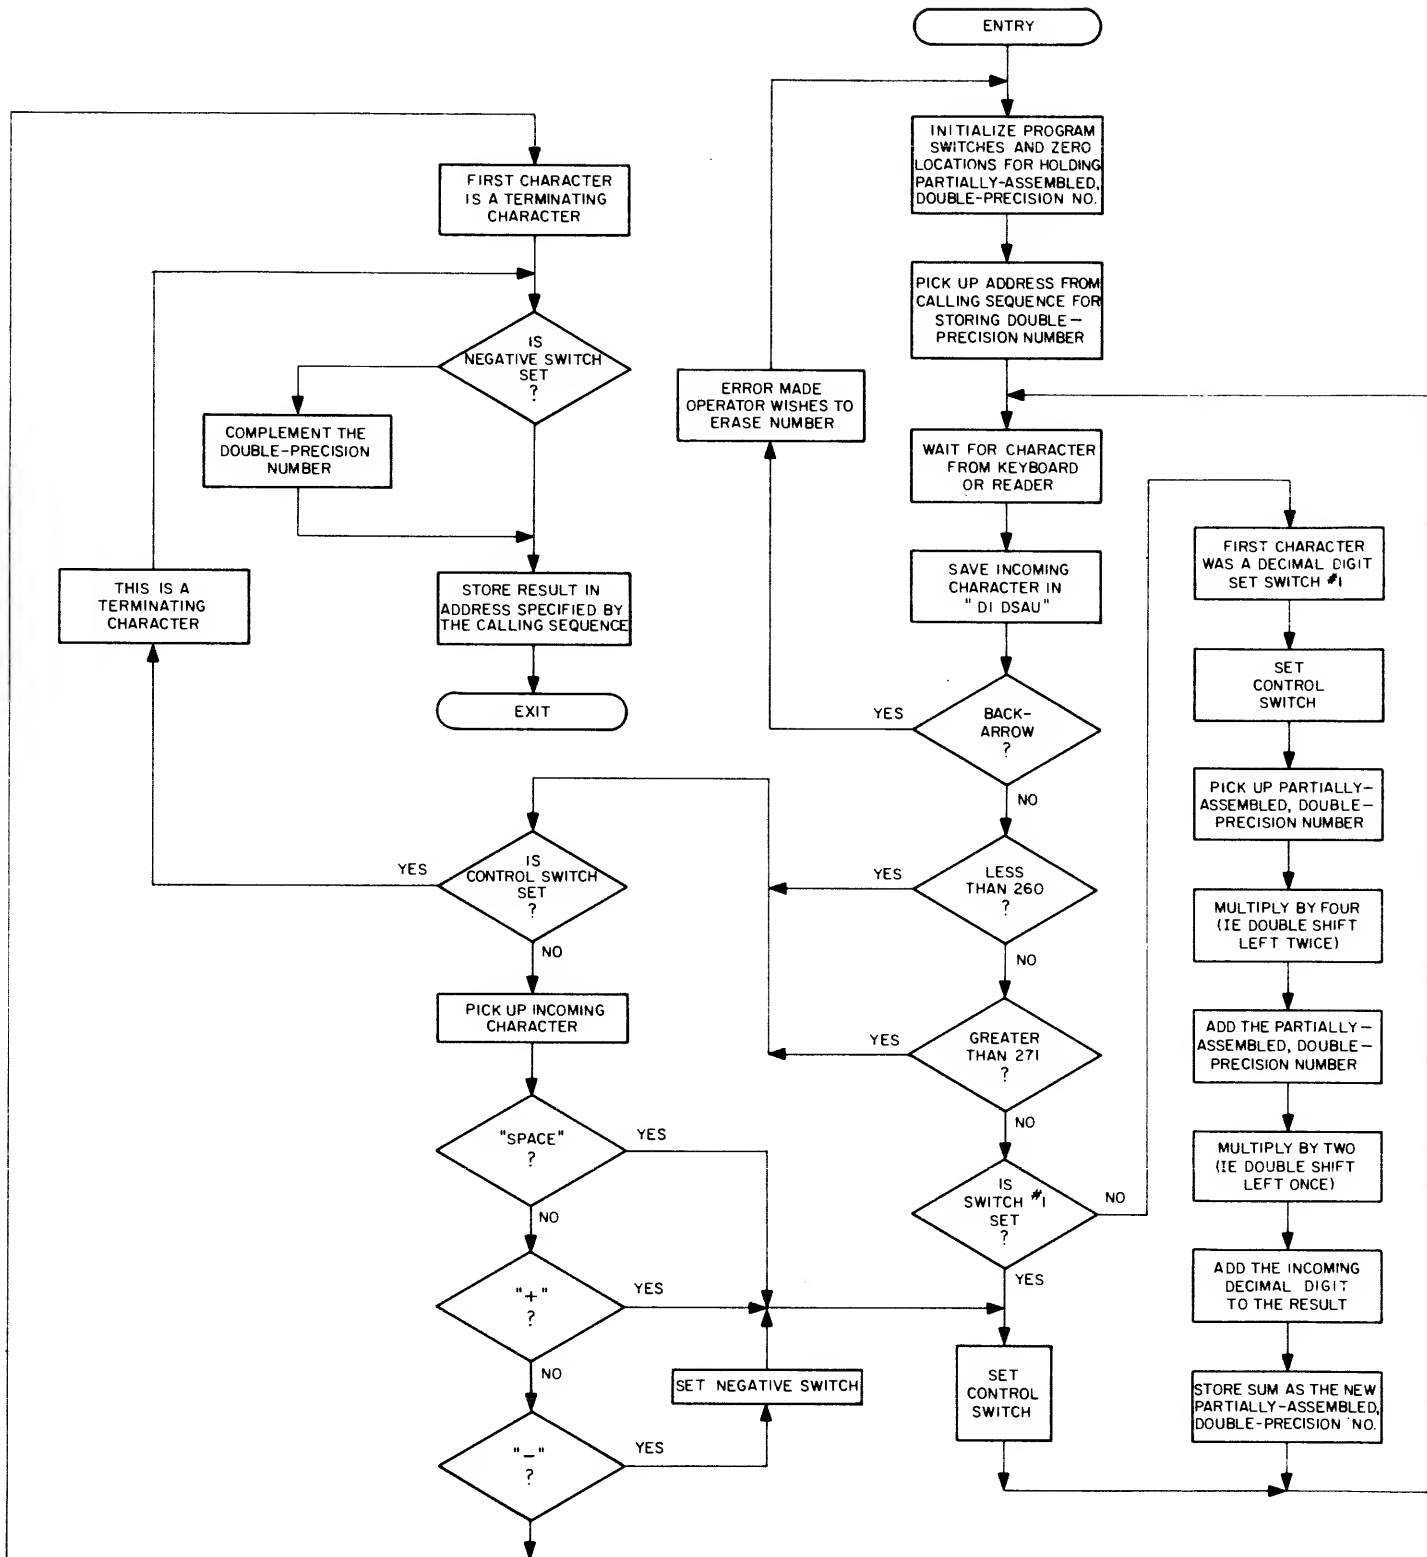 ENTRY
INITIALIZE PROGRAM
SWITCHES AND ZERO
LOCATIONS FOR HOLDING
PARTIALLY-ASSEMBLED,
DOUBLE-PRECISION NO.
PICK UP ADDRESS FROM
CALLING SEQUENCE FOR
STORING DOUBLE-
PRECISION NUMBER
ERROR MADE
OPERATOR WISHES TO
ERASE NUMBER
WAIT FOR CHARACTER
FROM KEYBOARD
OR READER
SAVE INCOMING
CHARACTER IN
"DI DSAU"
BACK-
ARROW
?
YES
NO
LESS
THAN 260
?
YES
NO
GREATER
THAN 271
?
YES
NO
IS
SWITCH #1
SET
?
NO
YES
SET
CONTROL
SWITCH
FIRST CHARACTER
WAS A DECIMAL DIGIT
SET SWITCH #1
SET
CONTROL
SWITCH
PICK UP PARTIALLY-
ASSEMBLED, DOUBLE-
PRECISION NUMBER
MULTIPLY BY FOUR
(IE DOUBLE SHIFT
LEFT TWICE)
ADD THE PARTIALLY-
ASSEMBLED, DOUBLE-
PRECISION NUMBER
MULTIPLY BY TWO
(IE DOUBLE SHIFT
LEFT ONCE)
ADD THE INCOMING
DECIMAL DIGIT
TO THE RESULT
STORE SUM AS THE NEW
PARTIALLY-ASSEMBLED,
DOUBLE-PRECISION NO.
FIRST CHARACTER
IS A TERMINATING
CHARACTER
IS
NEGATIVE SWITCH
SET
?
COMPLEMENT THE
DOUBLE-PRECISION
NUMBER
THIS IS A
TERMINATING
CHARACTER
STORE RESULT IN
ADDRESS SPECIFIED BY
THE CALLING SEQUENCE
EXIT
IS
CONTROL SWITCH
SET
?
YES
NO
PICK UP INCOMING
CHARACTER
"SPACE"
?
YES
NO
"+"
?
YES
NO
SET NEGATIVE SWITCH
"-"
?
YES